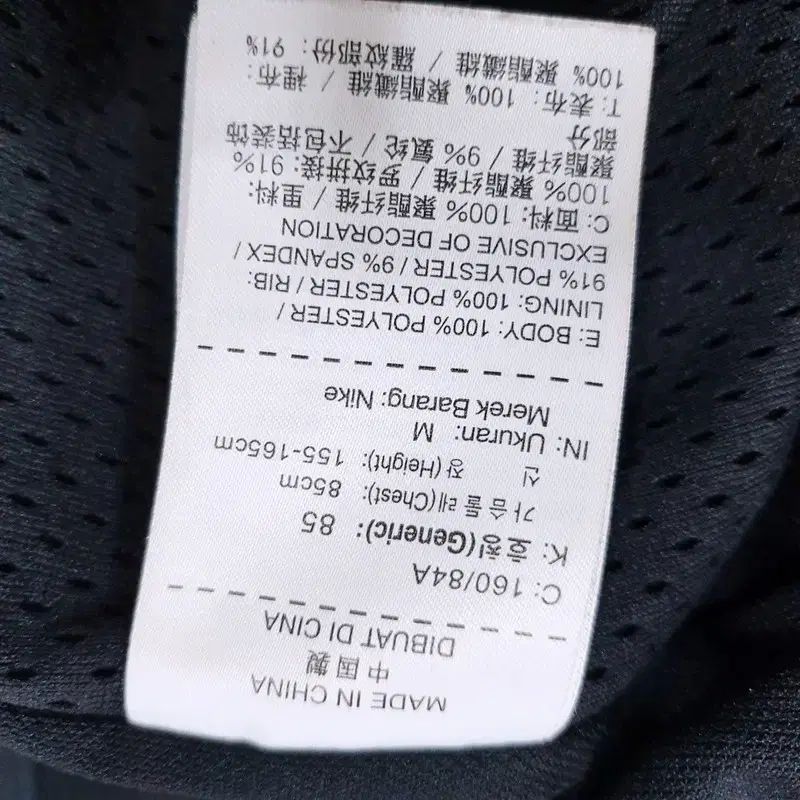 MADE IN CHINA
中国製
DIBUAT DI CINA
C: 160/84A
K: 호칭(Generic): 85
가슴둘레(Chest): 85cm
신 장(Height): 155-165cm
IN: Ukuran: M
Merek Barang: Nike
E: BODY: 100% POLYESTER /
LINING: 100% POLYESTER / RIB:
91% POLYESTER / 9% SPANDEX /
EXCLUSIVE OF DECORATION
C: 面料: 100% 聚酯纤维 / 里料:
100% 聚酯纤维 / 罗纹拼接: 91%
聚酯纤维 / 9% 氨纶 / 不包括装饰
部分
T: 表布: 100% 聚酯纖維 / 裡布:
100% 聚酯纖維 / 羅紋部份: 91%